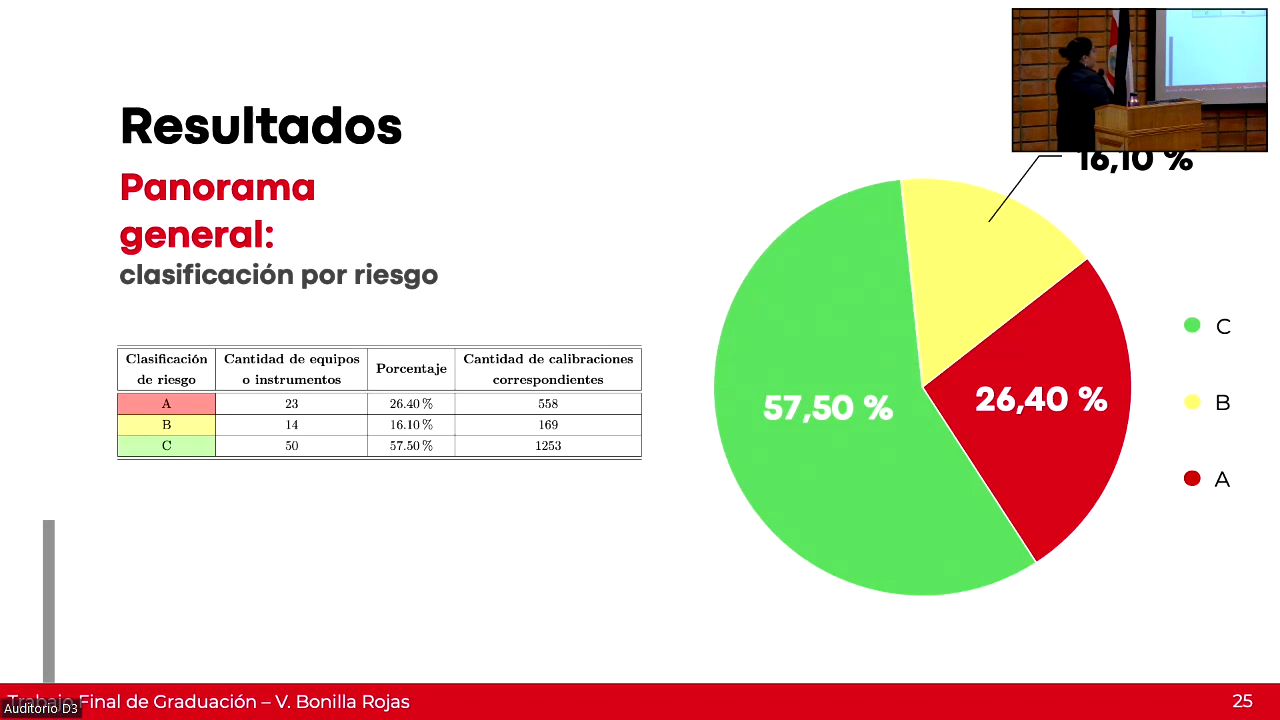 Resultados
Panorama
general:
clasificación por riesgo
Clasificación de riesgo | Cantidad de equipos o instrumentos | Porcentaje | Cantidad de calibraciones correspondientes
A | 23 | 26.40 % | 558
B | 14 | 16.10 % | 169
C | 50 | 57.50 % | 1253
16,10 %
57,50 %
26,40 %
C
B
A
Trabajo Final de Graduación – V. Bonilla Rojas
25
Auditorio D3